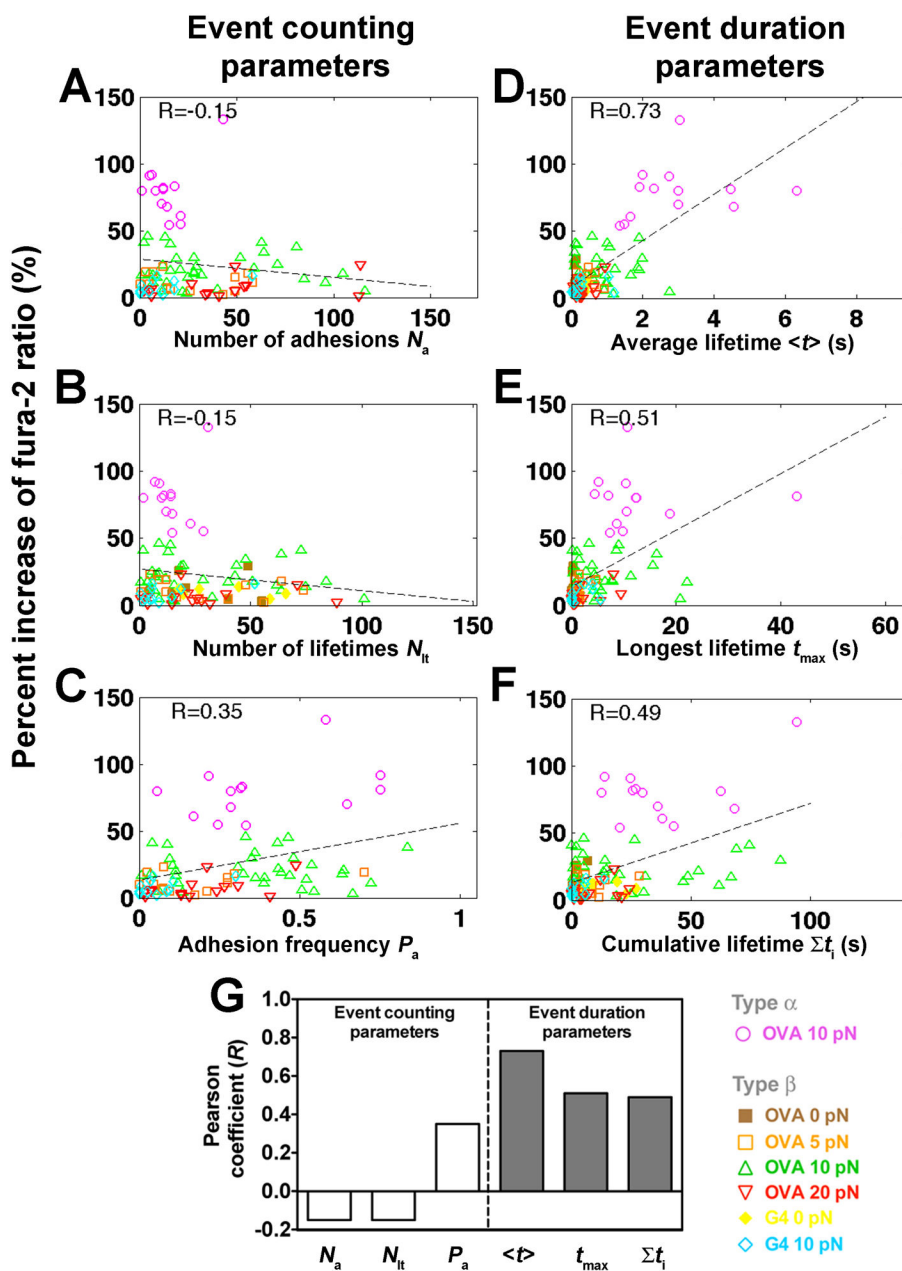 Event counting
parameters
Event duration
parameters
Percent increase of fura-2 ratio (%)
A
R=-0.15
150
100
50
0
0 50 100 150
Number of adhesions Na
D
R=0.73
150
100
50
0
0 2 4 6 8
Average lifetime <t> (s)
B
R=-0.15
150
100
50
0
0 50 100 150
Number of lifetimes Nlt
E
R=0.51
150
100
50
0
0 20 40 60
Longest lifetime tmax (s)
C
R=0.35
150
100
50
0
0 0.5 1
Adhesion frequency Pa
F
R=0.49
150
100
50
0
0 50 100
Cumulative lifetime Σti (s)
G
Pearson
coefficient (R)
1.0
0.8
0.6
0.4
0.2
0.0
-0.2
Event counting
parameters
Event duration
parameters
Na Nlt Pa <t> tmax Σti
Type α
OVA 10 pN
Type β
OVA 0 pN
OVA 5 pN
OVA 10 pN
OVA 20 pN
G4 0 pN
G4 10 pN